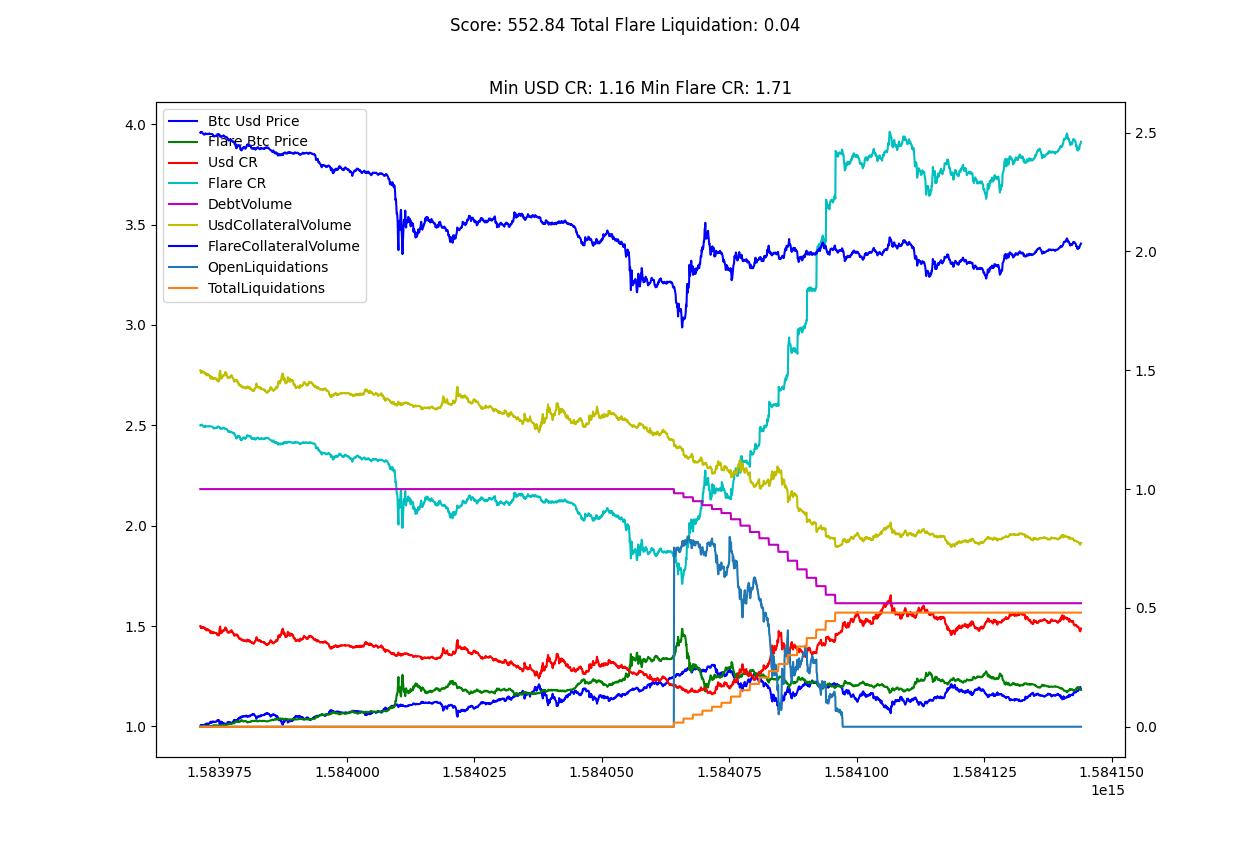 Score: 552.84 Total Flare Liquidation: 0.04
Min USD CR: 1.16 Min Flare CR: 1.71
Btc Usd Price
Flare Btc Price
Usd CR
Flare CR
DebtVolume
UsdCollateralVolume
FlareCollateralVolume
OpenLiquidations
TotalLiquidations
4.0
3.5
3.0
2.5
2.0
1.5
1.0
2.5
2.0
1.5
1.0
0.5
0.0
1.583975 1.584000 1.584025 1.584050 1.584075 1.584100 1.584125 1.584150
1e15